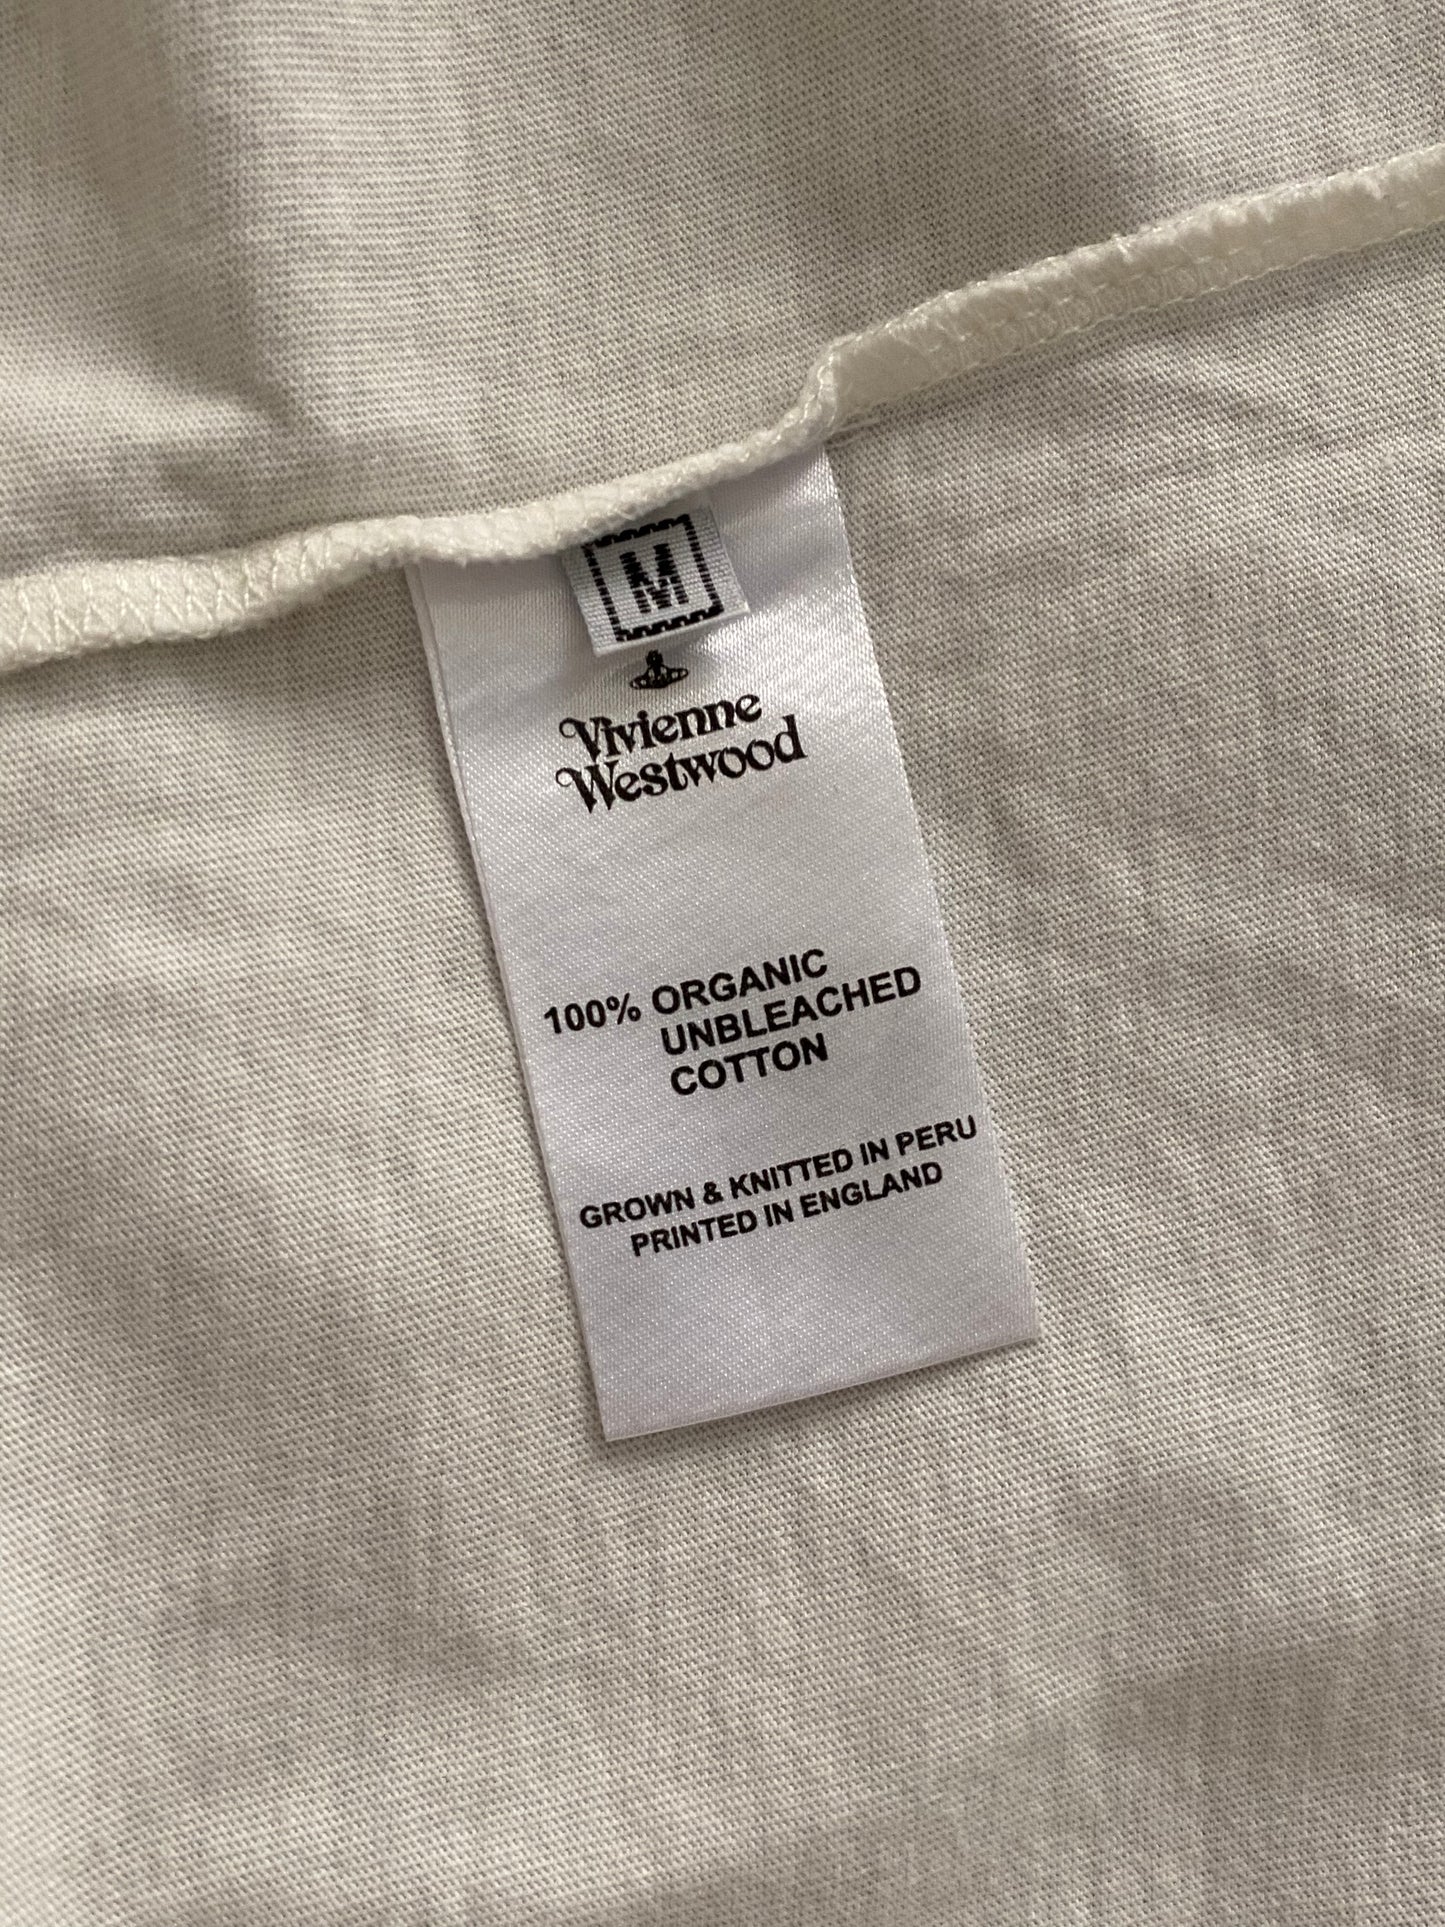 M
Vivienne
Westwood
100% ORGANIC
UNBLEACHED
COTTON
GROWN & KNITTED IN PERU
PRINTED IN ENGLAND